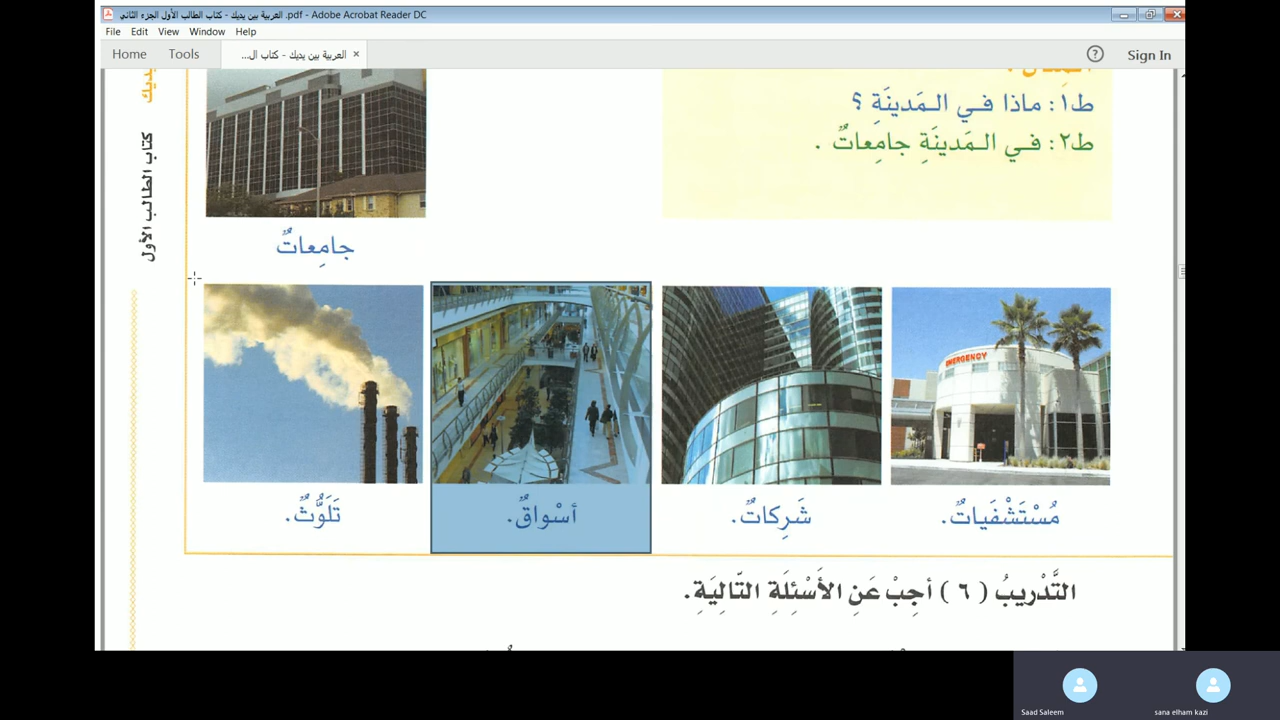 العربية بين يديك - كتاب الطالب الأول الجزء الثاني .pdf - Adobe Acrobat Reader DC
File Edit View Window Help
Home Tools العربية بين يديك - كتاب ال... × ? Sign In
يديك
كتاب الطالب الأول
ط١: ماذا في المَدينَةِ ؟
ط٢: في المَدينَةِ جامِعاتٌ .
جامِعاتٌ
EMERGENCY
مُسْتَشْفَياتٌ.
شَرِكاتٌ.
أسْواقٌ.
تَلَوُّثٌ.
التَّدْريبُ ( ٦ ) أجِبْ عَنِ الأَسْئِلَةِ التّالِيَةِ.
Saad Saleem
sana elham kazi